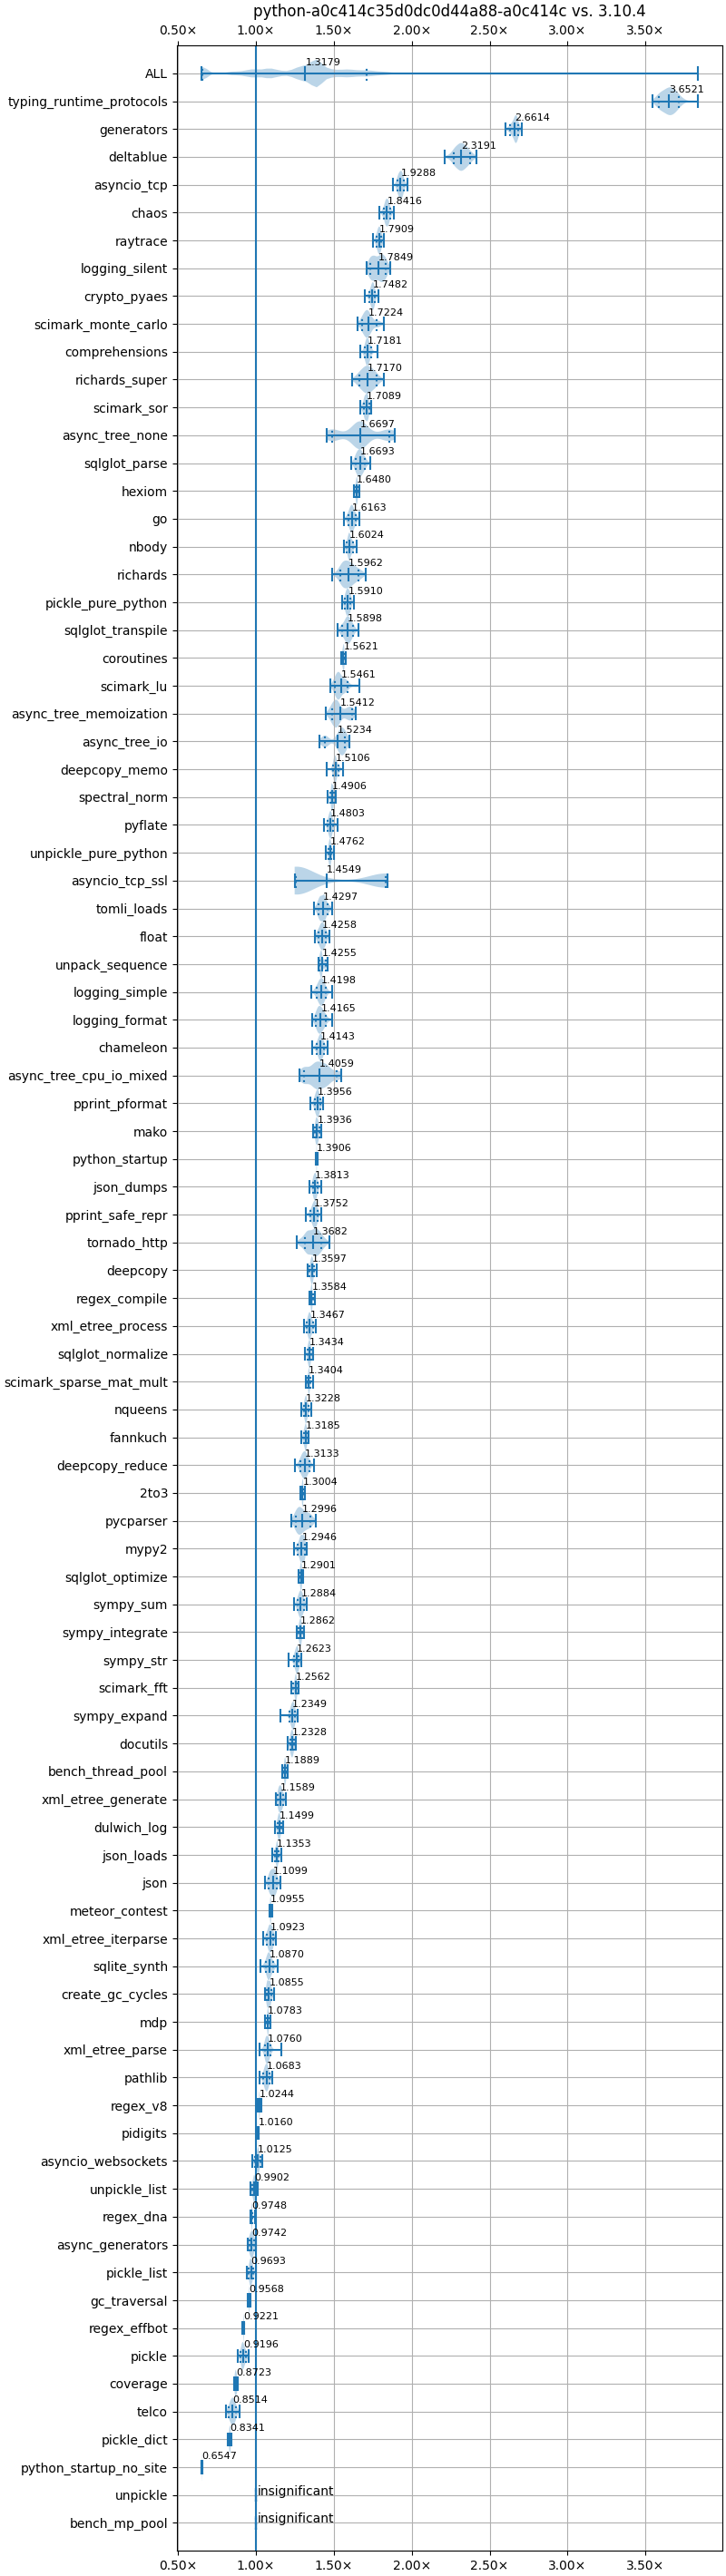 python-a0c414c35d0dc0d44a88-a0c414c vs. 3.10.4
0.50× 1.00× 1.50× 2.00× 2.50× 3.00× 3.50×
ALL 1.3179
typing_runtime_protocols 3.6521
generators 2.6614
deltablue 2.3191
asyncio_tcp 1.9288
chaos 1.8416
raytrace 1.7909
logging_silent 1.7849
crypto_pyaes 1.7482
scimark_monte_carlo 1.7224
comprehensions 1.7181
richards_super 1.7170
scimark_sor 1.7089
async_tree_none 1.6697
sqlglot_parse 1.6693
hexiom 1.6480
go 1.6163
nbody 1.6024
richards 1.5962
pickle_pure_python 1.5910
sqlglot_transpile 1.5898
coroutines 1.5621
scimark_lu 1.5461
async_tree_memoization 1.5412
async_tree_io 1.5234
deepcopy_memo 1.5106
spectral_norm 1.4906
pyflate 1.4803
unpickle_pure_python 1.4762
asyncio_tcp_ssl 1.4549
tomli_loads 1.4297
float 1.4258
unpack_sequence 1.4255
logging_simple 1.4198
logging_format 1.4165
chameleon 1.4143
async_tree_cpu_io_mixed 1.4059
pprint_pformat 1.3956
mako 1.3936
python_startup 1.3906
json_dumps 1.3813
pprint_safe_repr 1.3752
tornado_http 1.3682
deepcopy 1.3597
regex_compile 1.3584
xml_etree_process 1.3467
sqlglot_normalize 1.3434
scimark_sparse_mat_mult 1.3404
nqueens 1.3228
fannkuch 1.3185
deepcopy_reduce 1.3133
2to3 1.3004
pycparser 1.2996
mypy2 1.2946
sqlglot_optimize 1.2901
sympy_sum 1.2884
sympy_integrate 1.2862
sympy_str 1.2623
scimark_fft 1.2562
sympy_expand 1.2349
docutils 1.2328
bench_thread_pool 1.1889
xml_etree_generate 1.1589
dulwich_log 1.1499
json_loads 1.1353
json 1.1099
meteor_contest 1.0955
xml_etree_iterparse 1.0923
sqlite_synth 1.0870
create_gc_cycles 1.0855
mdp 1.0783
xml_etree_parse 1.0760
pathlib 1.0683
regex_v8 1.0244
pidigits 1.0160
asyncio_websockets 1.0125
unpickle_list 0.9902
regex_dna 0.9748
async_generators 0.9742
pickle_list 0.9693
gc_traversal 0.9568
regex_effbot 0.9221
pickle 0.9196
coverage 0.8723
telco 0.8514
pickle_dict 0.8341
python_startup_no_site 0.6547
unpickle insignificant
bench_mp_pool insignificant
0.50× 1.00× 1.50× 2.00× 2.50× 3.00× 3.50×